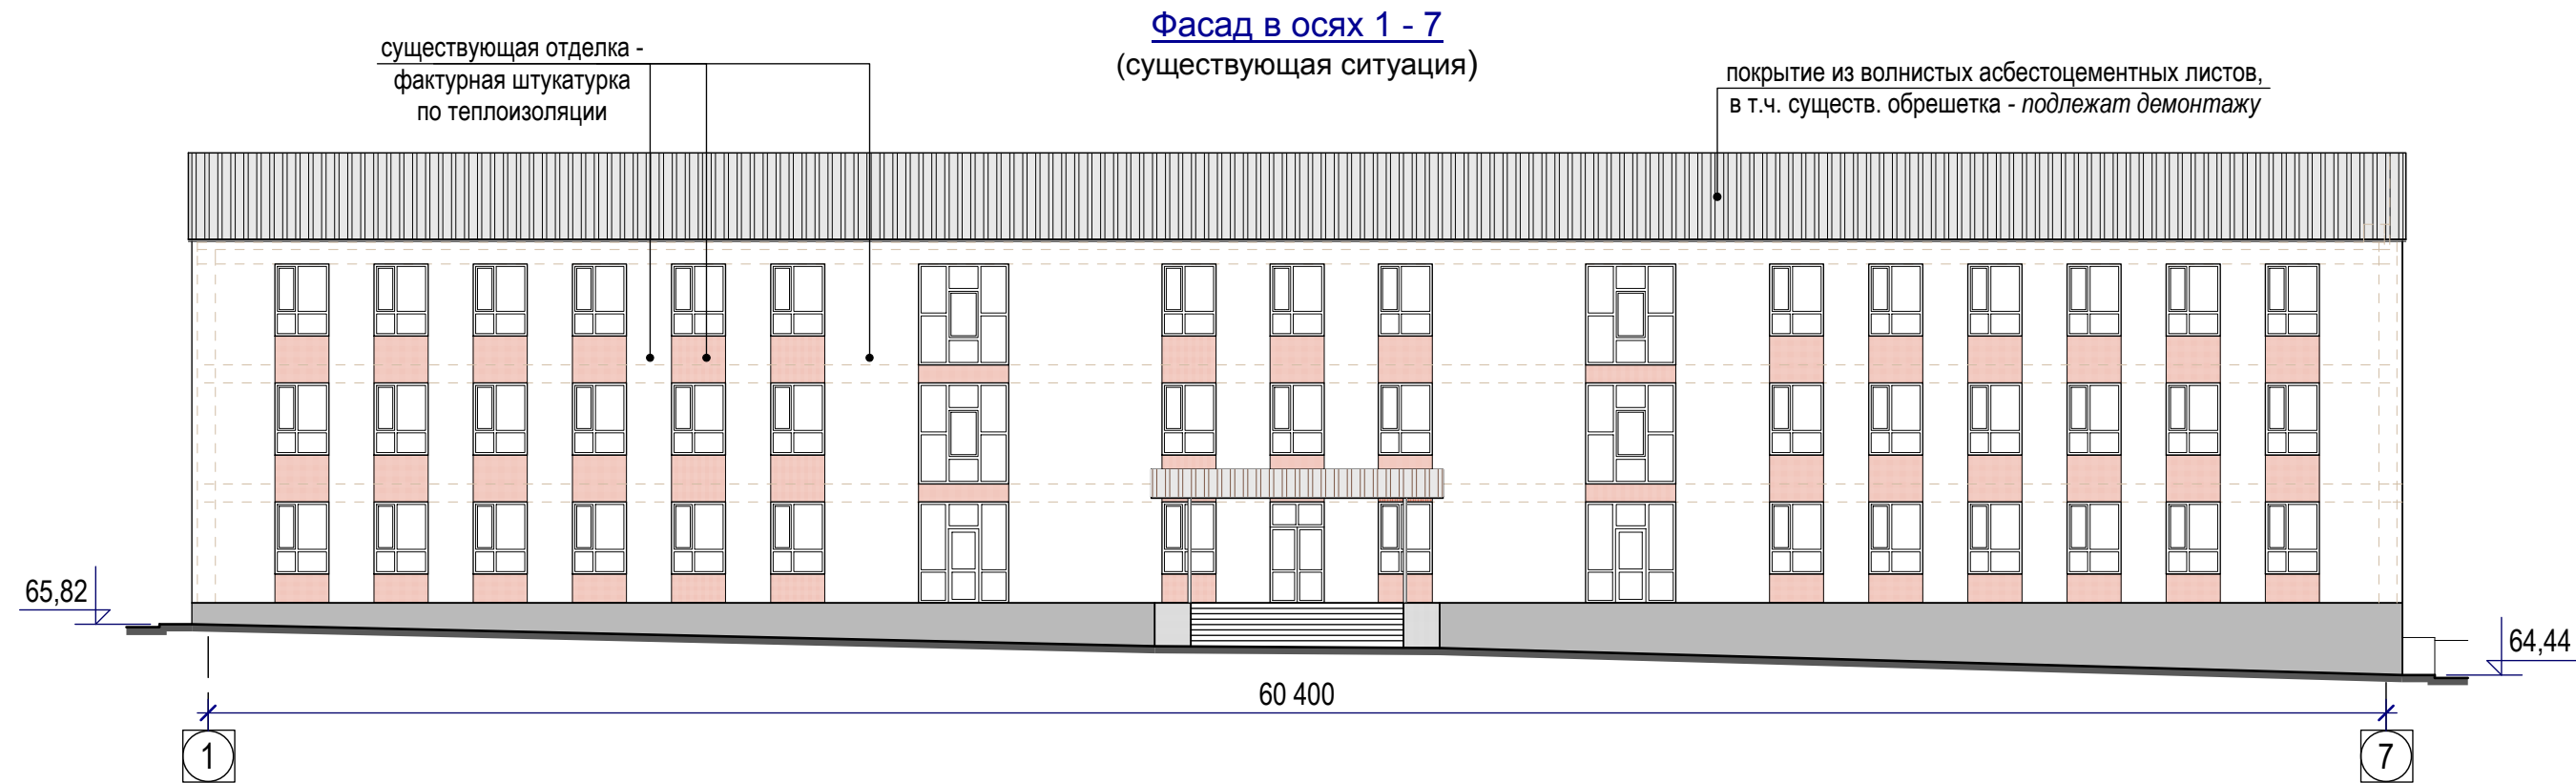 Фасад в осях 1 - 7
(существующая ситуация)
существующая отделка -
фактурная штукатурка
по теплоизоляции
покрытие из волнистых асбестоцементных листов,
в т.ч. существ. обрешетка - подлежат демонтажу
65,82
64,44
60 400
1
7